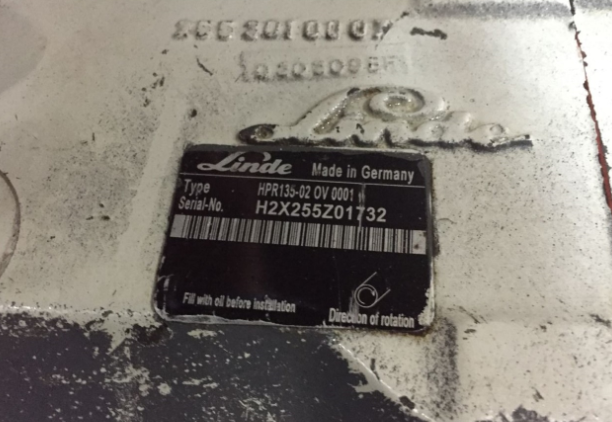 Linde
Linde Made in Germany
Type HPR135-02 OV 0001
Serial-No. H2X255Z01732
Fill with oil before installation
Direction of rotation